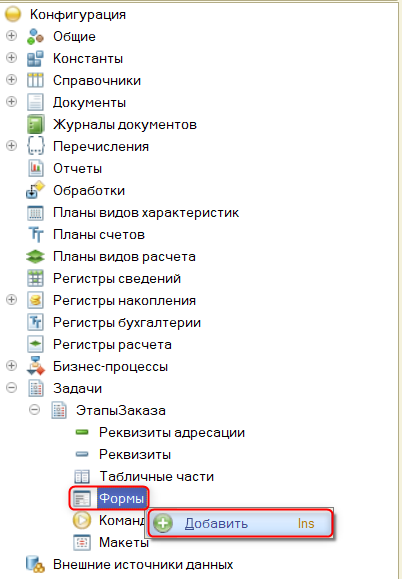 Конфигурация
Общие
Константы
Справочники
Документы
Журналы документов
Перечисления
Отчеты
Обработки
Планы видов характеристик
Планы счетов
Планы видов расчета
Регистры сведений
Регистры накопления
Регистры бухгалтерии
Регистры расчета
Бизнес-процессы
Задачи
ЭтапыЗаказа
Реквизиты адресации
Реквизиты
Табличные части
Формы
Команд Добавить Ins
Макеты
Внешние источники данных